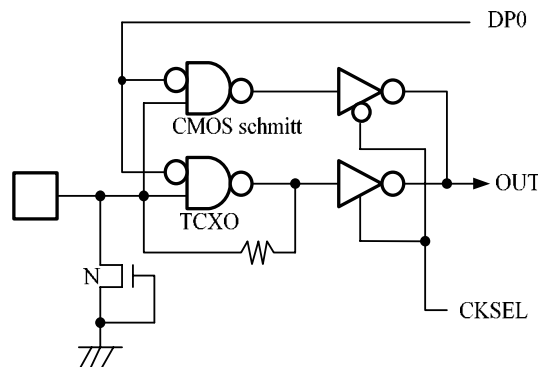 DP0
CMOS schmitt
TCXO
OUT
N
CKSEL